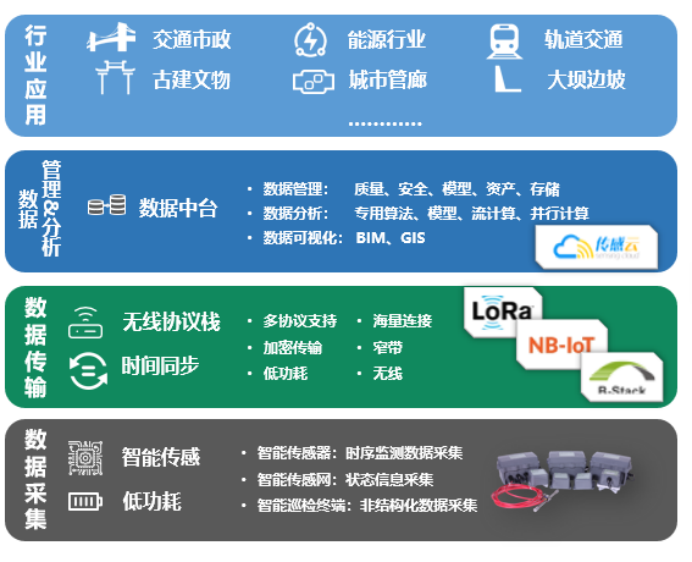 行业应用
交通市政
能源行业
轨道交通
古建文物
城市管廊
大坝边坡
............
数据
管理&分析
数据中台
· 数据管理： 质量、安全、模型、资产、存储
· 数据分析： 专用算法、模型、流计算、并行计算
· 数据可视化： BIM、GIS
传感云
数据传输
无线协议栈
时间同步
· 多协议支持
· 海量连接
· 加密传输
· 窄带
· 低功耗
· 无线
LoRa
NB-IoT
B-Stack
数据采集
智能传感
低功耗
· 智能传感器：时序监测数据采集
· 智能传感网：状态信息采集
· 智能巡检终端：非结构化数据采集